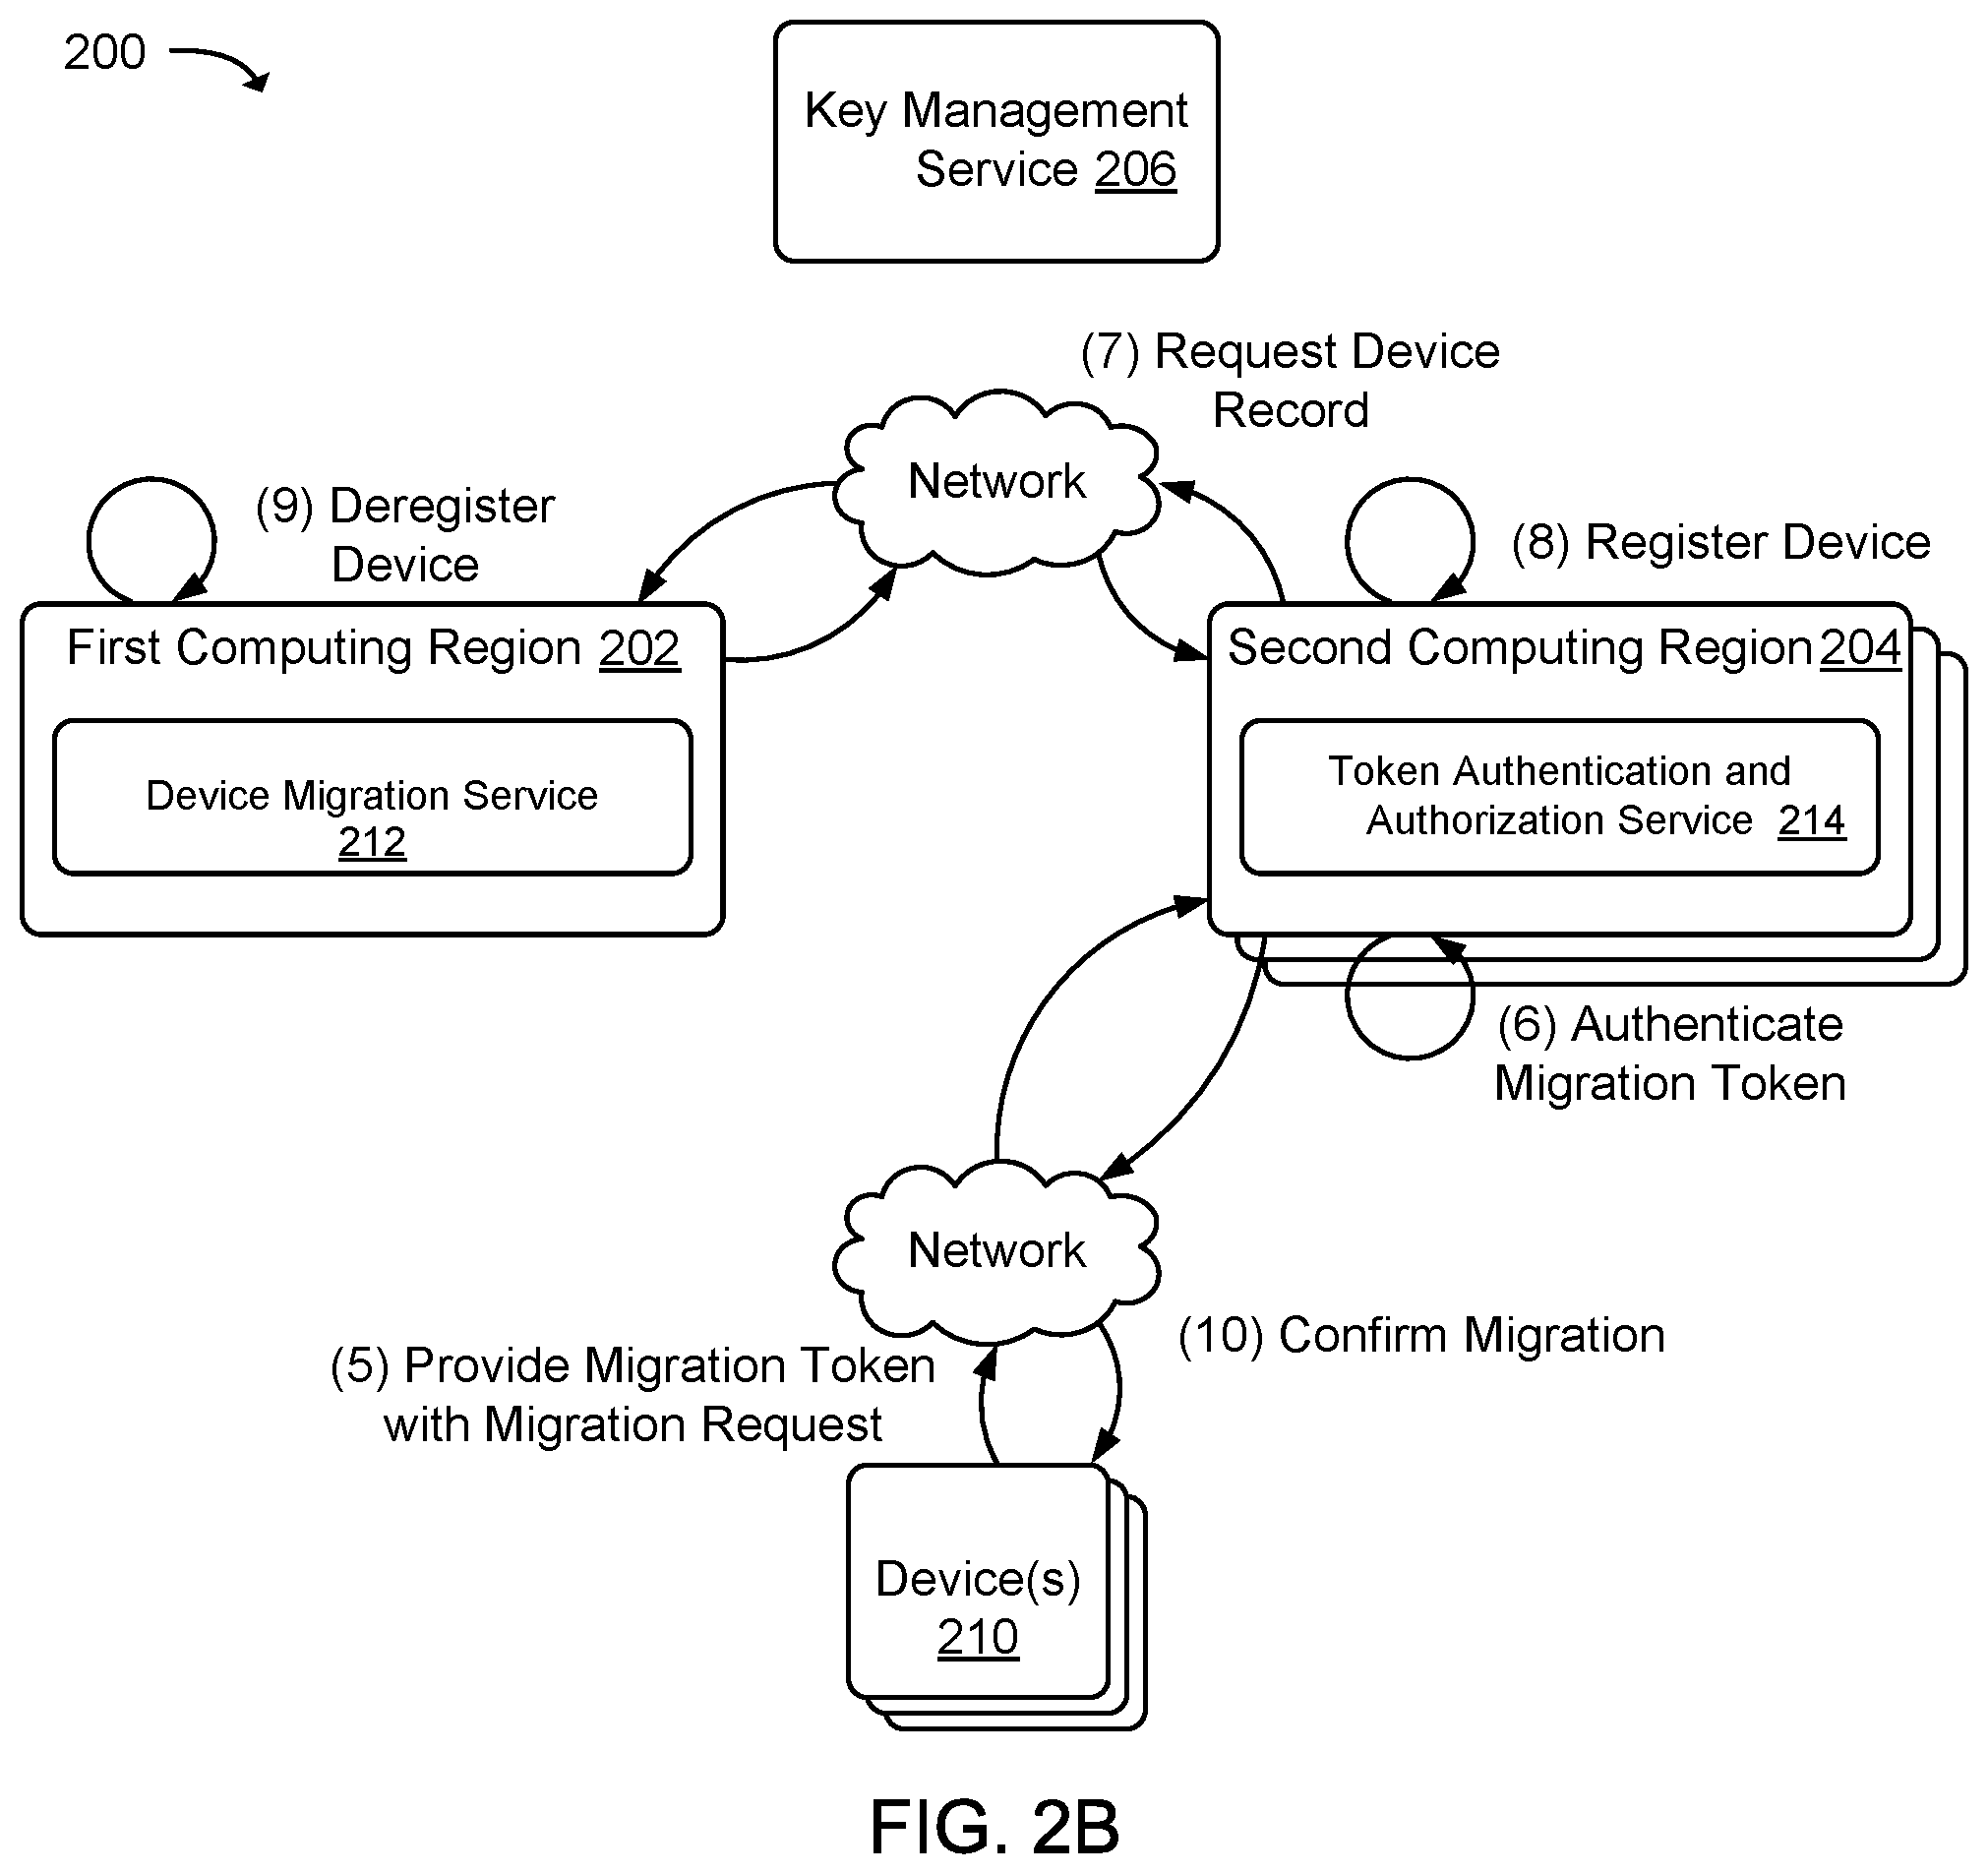 200
Key Management
Service 206
(7) Request Device
Record
Network
(9) Deregister
Device
(8) Register Device
First Computing Region 202
Second Computing Region 204
Device Migration Service
212
Token Authentication and
Authorization Service 214
(6) Authenticate
Migration Token
Network
(10) Confirm Migration
(5) Provide Migration Token
with Migration Request
Device(s)
210
FIG. 2B